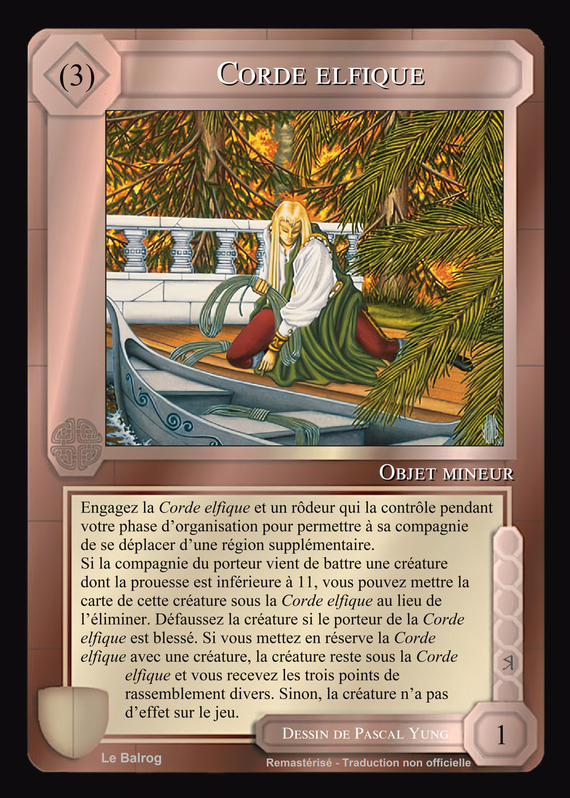 (3)
Corde elfique
Objet mineur
Engagez la Corde elfique et un rôdeur qui la contrôle pendant
votre phase d’organisation pour permettre à sa compagnie
de se déplacer d’une région supplémentaire.
Si la compagnie du porteur vient de battre une créature
dont la prouesse est inférieure à 11, vous pouvez mettre la
carte de cette créature sous la Corde elfique au lieu de
l’éliminer. Défaussez la créature si le porteur de la Corde
elfique est blessé. Si vous mettez en réserve la Corde
elfique avec une créature, la créature reste sous la Corde
elfique et vous recevez les trois points de
rassemblement divers. Sinon, la créature n’a pas
d’effet sur le jeu.
Dessin de Pascal Yung
1
Le Balrog
Remastérisé - Traduction non officielle